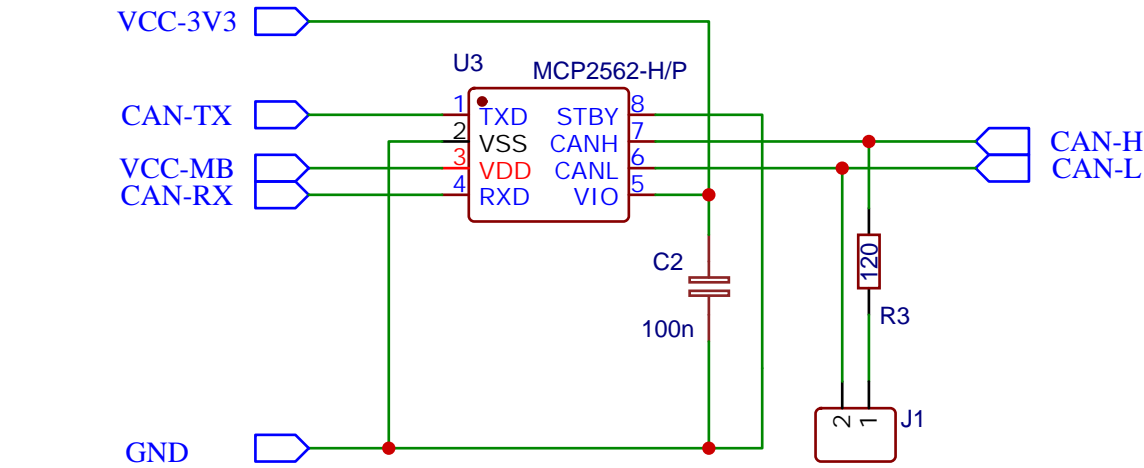 VCC-3V3
U3
MCP2562-H/P
CAN-TX
1 TXD STBY 8
2 VSS CANH 7
CAN-H
VCC-MB
3 VDD CANL 6
CAN-L
CAN-RX
4 RXD VIO 5
C2
120
100n
R3
2 1
J1
GND